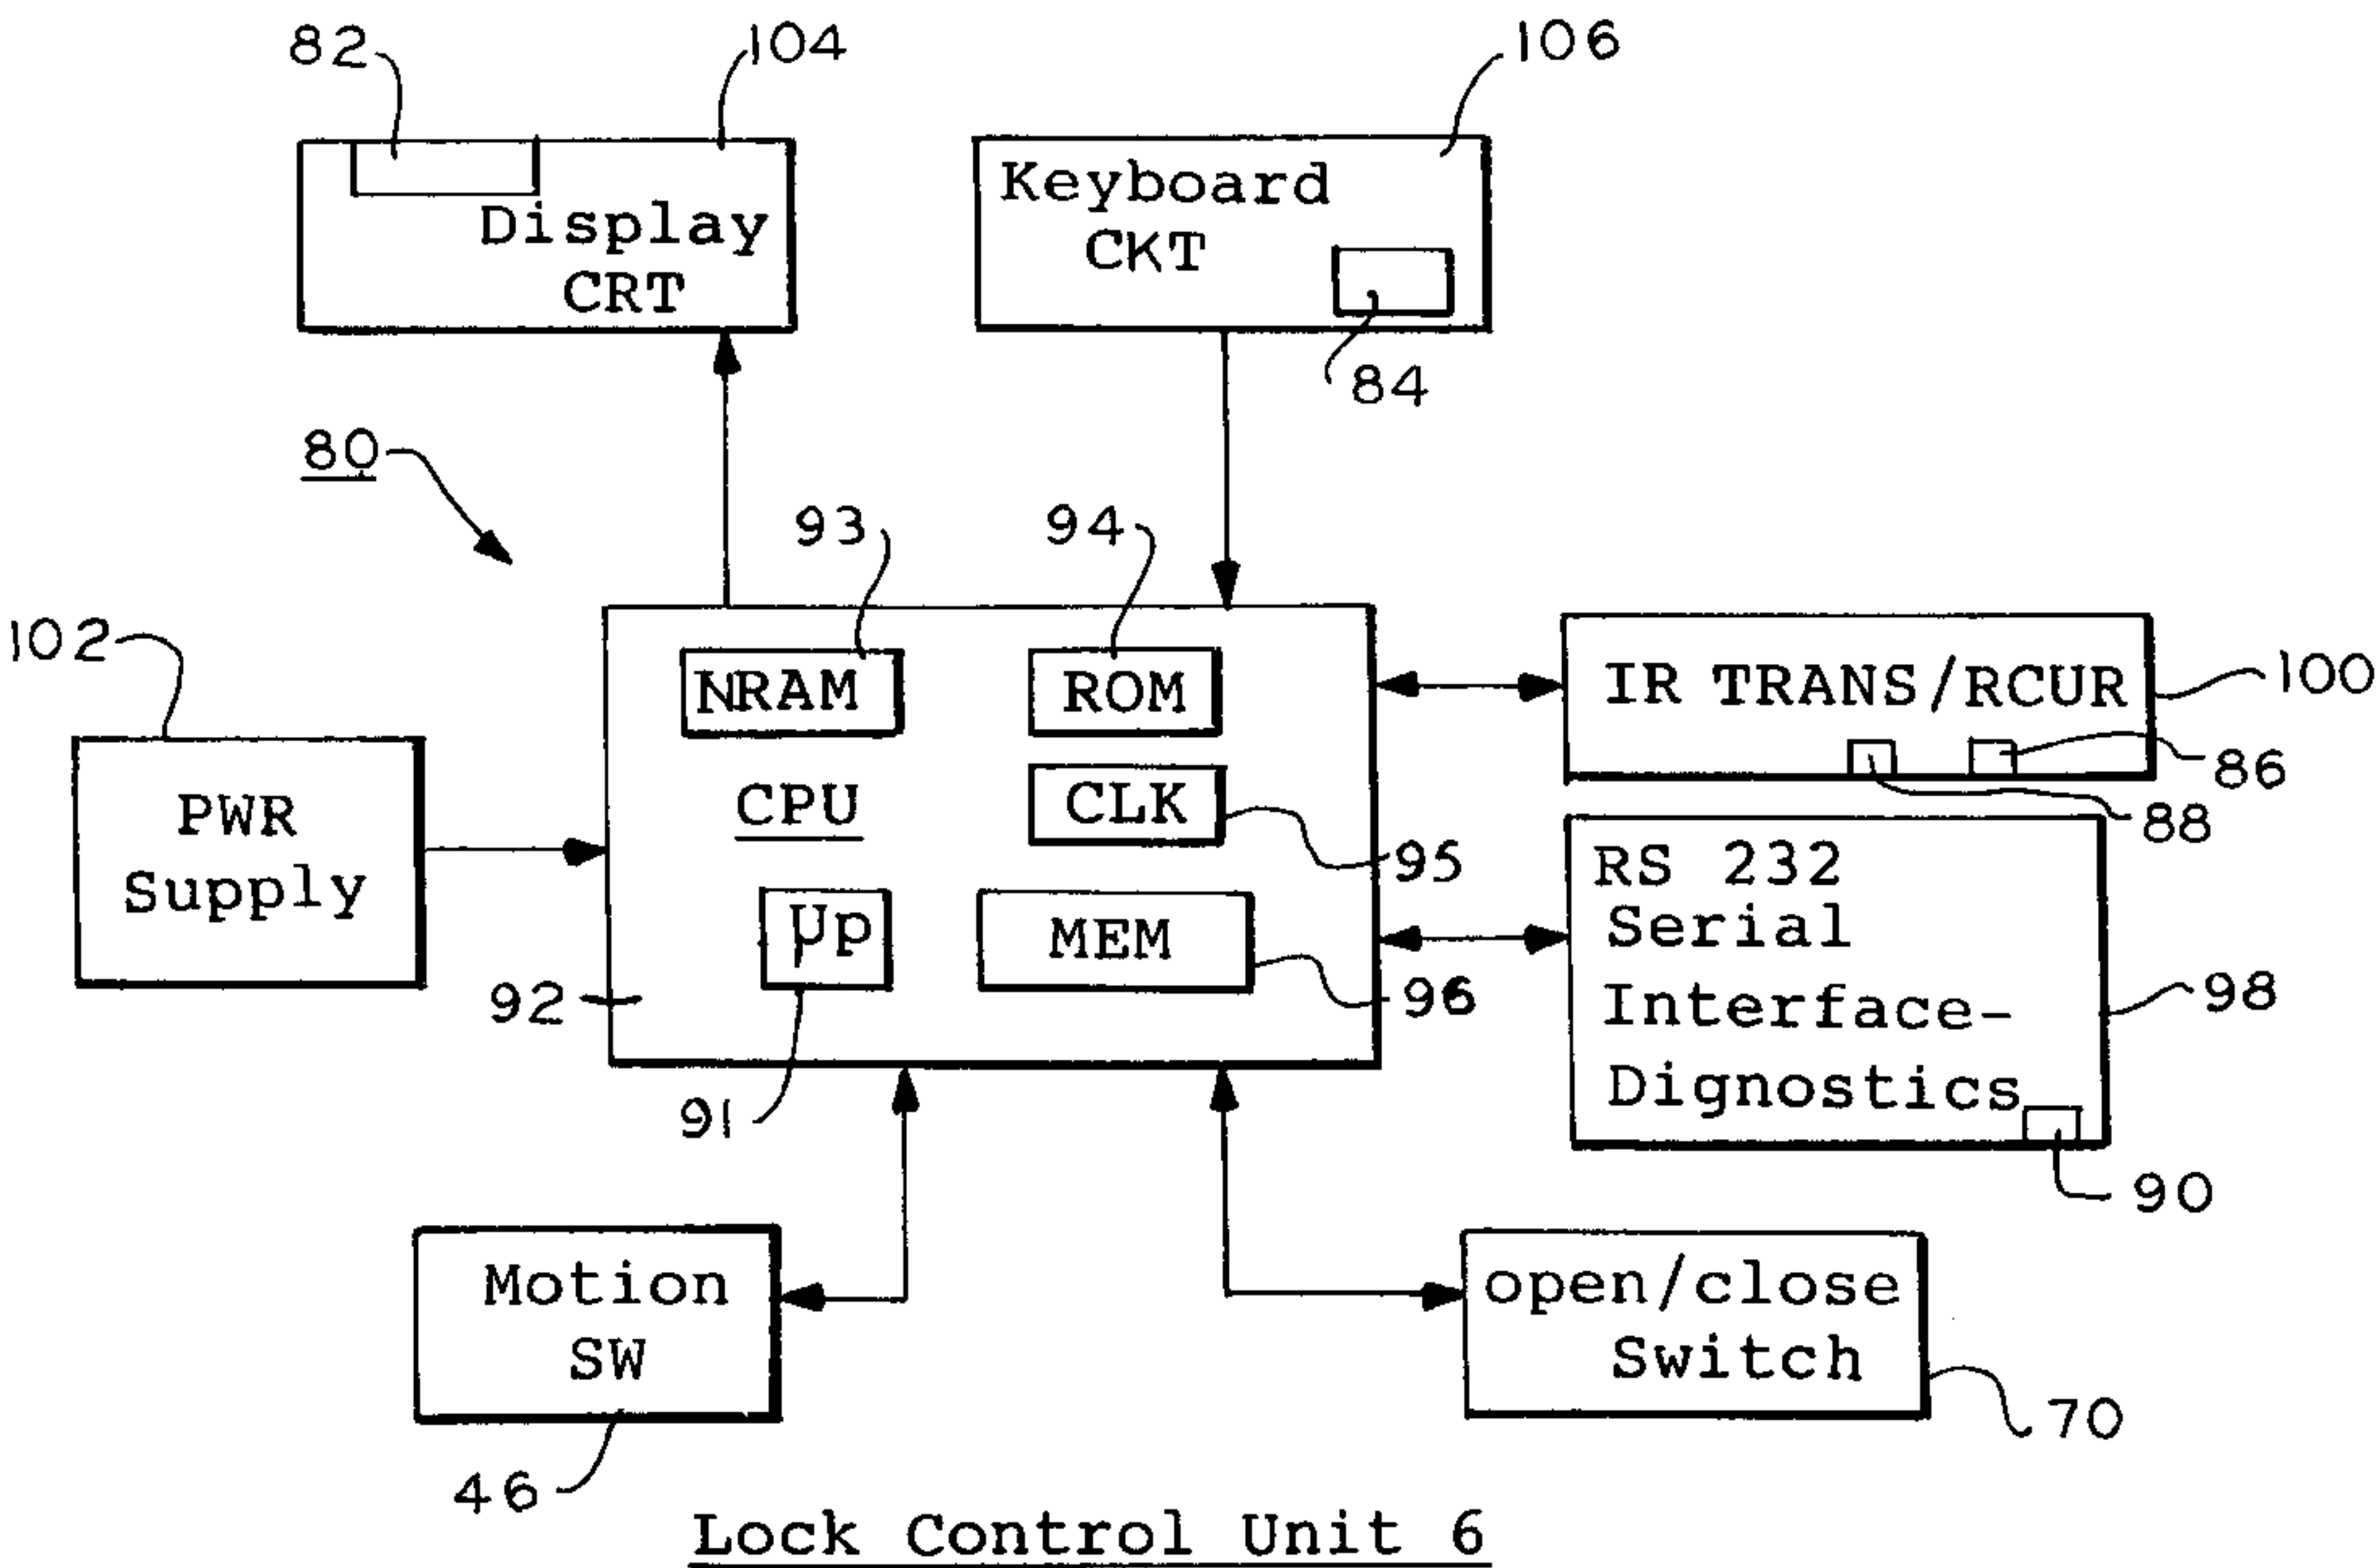 82
104
106
Display
CRT
Keyboard
CKT
84
80
93
94
102
NRAM
ROM
IR TRANS/RCUR
100
86
88
PWR
Supply
CPU
CLK
95
RS 232
Serial
Interface-
Dignostics
98
Up
MEM
92
96
91
90
Motion
SW
open/close
Switch
46
70
Lock Control Unit 6